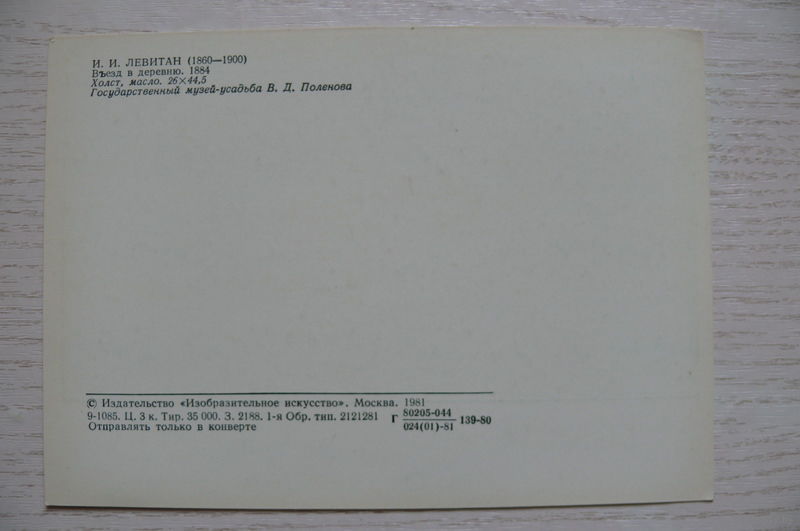 И. И. ЛЕВИТАН (1860—1900)
Въезд в деревню. 1884
Холст, масло. 26×44,5
Государственный музей-усадьба В. Д. Поленова
© Издательство «Изобразительное искусство». Москва. 1981
9-1085. Ц. 3 к. Тир. 35 000. З. 2188. 1-я Обр. тип. 2121281 Г 80205-044 139-80
024(01)-81
Отправлять только в конверте